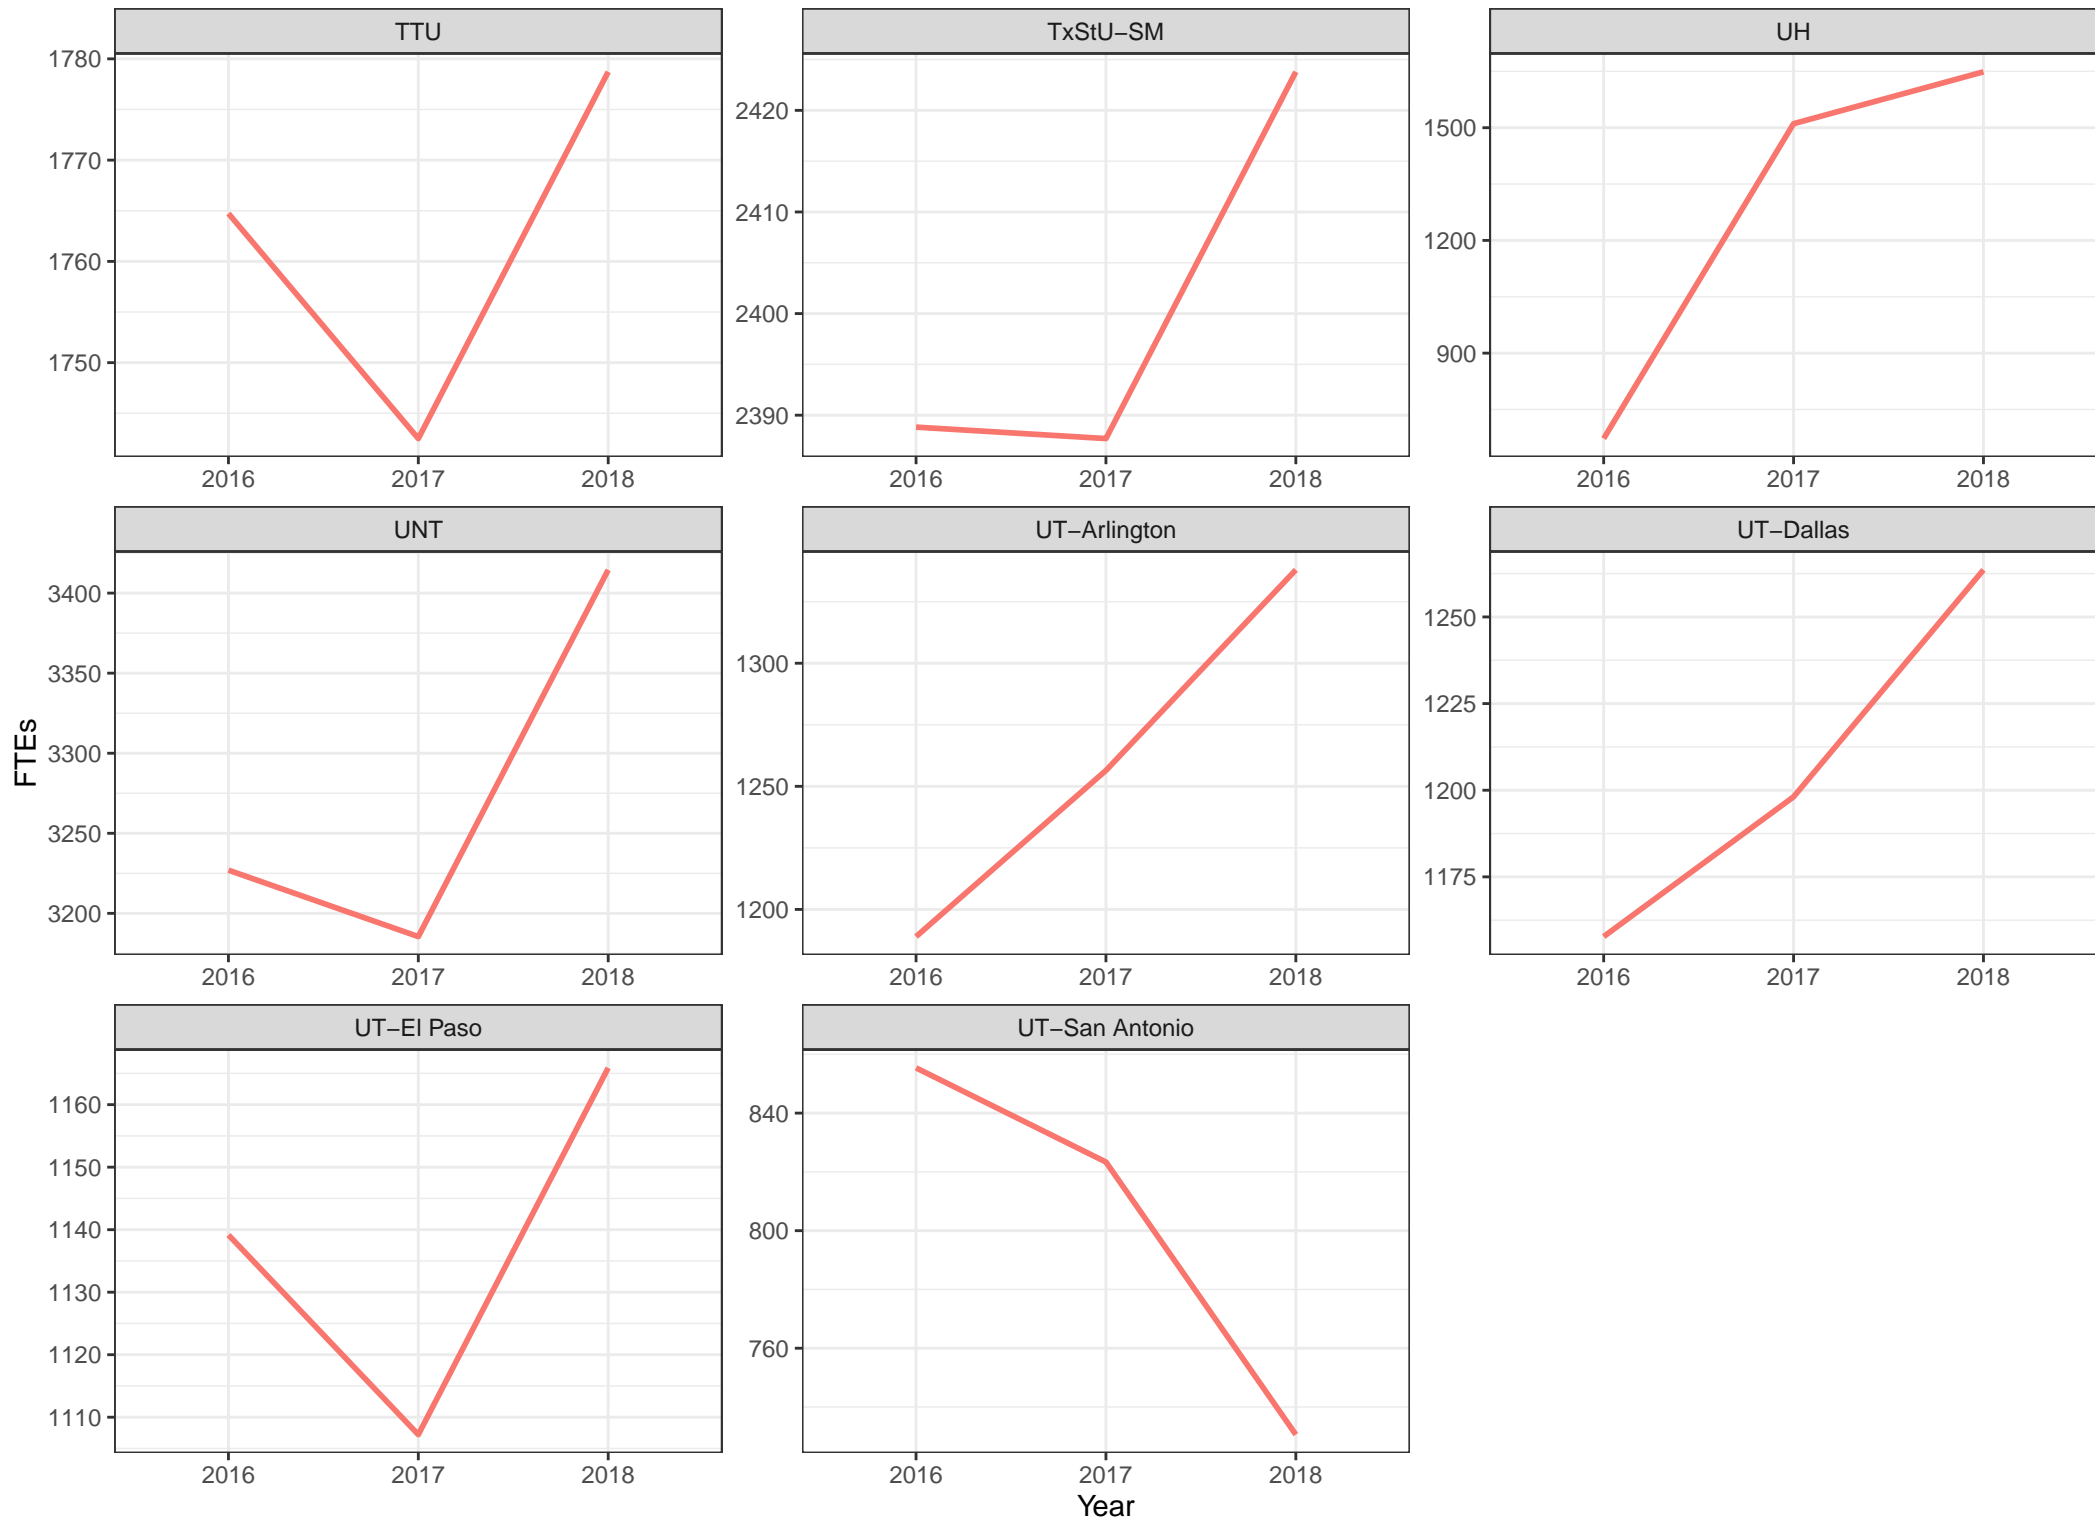 TTU
TxStU−SM
UH
1780
1770
1760
1750
2420
2410
2400
2390
1500
1200
900
2016 2017 2018
2016 2017 2018
2016 2017 2018
UNT
UT−Arlington
UT−Dallas
FTEs
3400
3350
3300
3250
3200
1300
1250
1200
1250
1225
1200
1175
2016 2017 2018
2016 2017 2018
2016 2017 2018
UT−El Paso
UT−San Antonio
1160
1150
1140
1130
1120
1110
840
800
760
2016 2017 2018
2016 2017 2018
Year